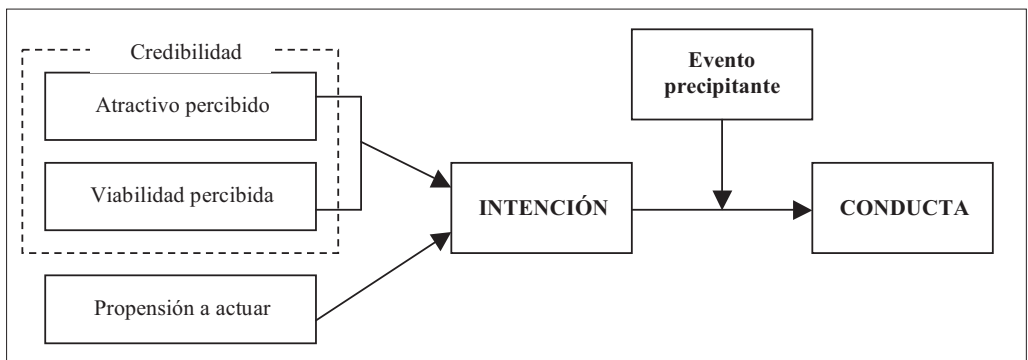 Credibilidad
Atractivo percibido
Viabilidad percibida
Propensión a actuar
INTENCIÓN
Evento
precipitante
CONDUCTA